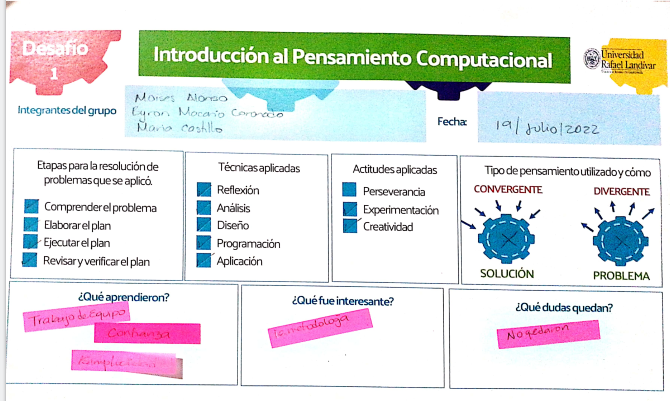 Desafío
1
Introducción al Pensamiento Computacional
Universidad
Rafael Landívar
Integrantes del grupo
Moises Alonso
Byron Macario Coronado
Mario Castillo
Fecha:
19/Julio/2022
Etapas para la resolución de
problemas que se aplicó.
Comprender el problema
Elaborar el plan
Ejecutar el plan
Revisar y verificar el plan
Técnicas aplicadas
Reflexión
Análisis
Diseño
Programación
Aplicación
Actitudes aplicadas
Perseverancia
Experimentación
Creatividad
Tipo de pensamiento utilizado y cómo
CONVERGENTE
DIVERGENTE
SOLUCIÓN
PROBLEMA
¿Qué aprendieron?
Trabajo de Equipo
Confianza
¿Qué fue interesante?
La metodologa
¿Qué dudas quedan?
No quedaron